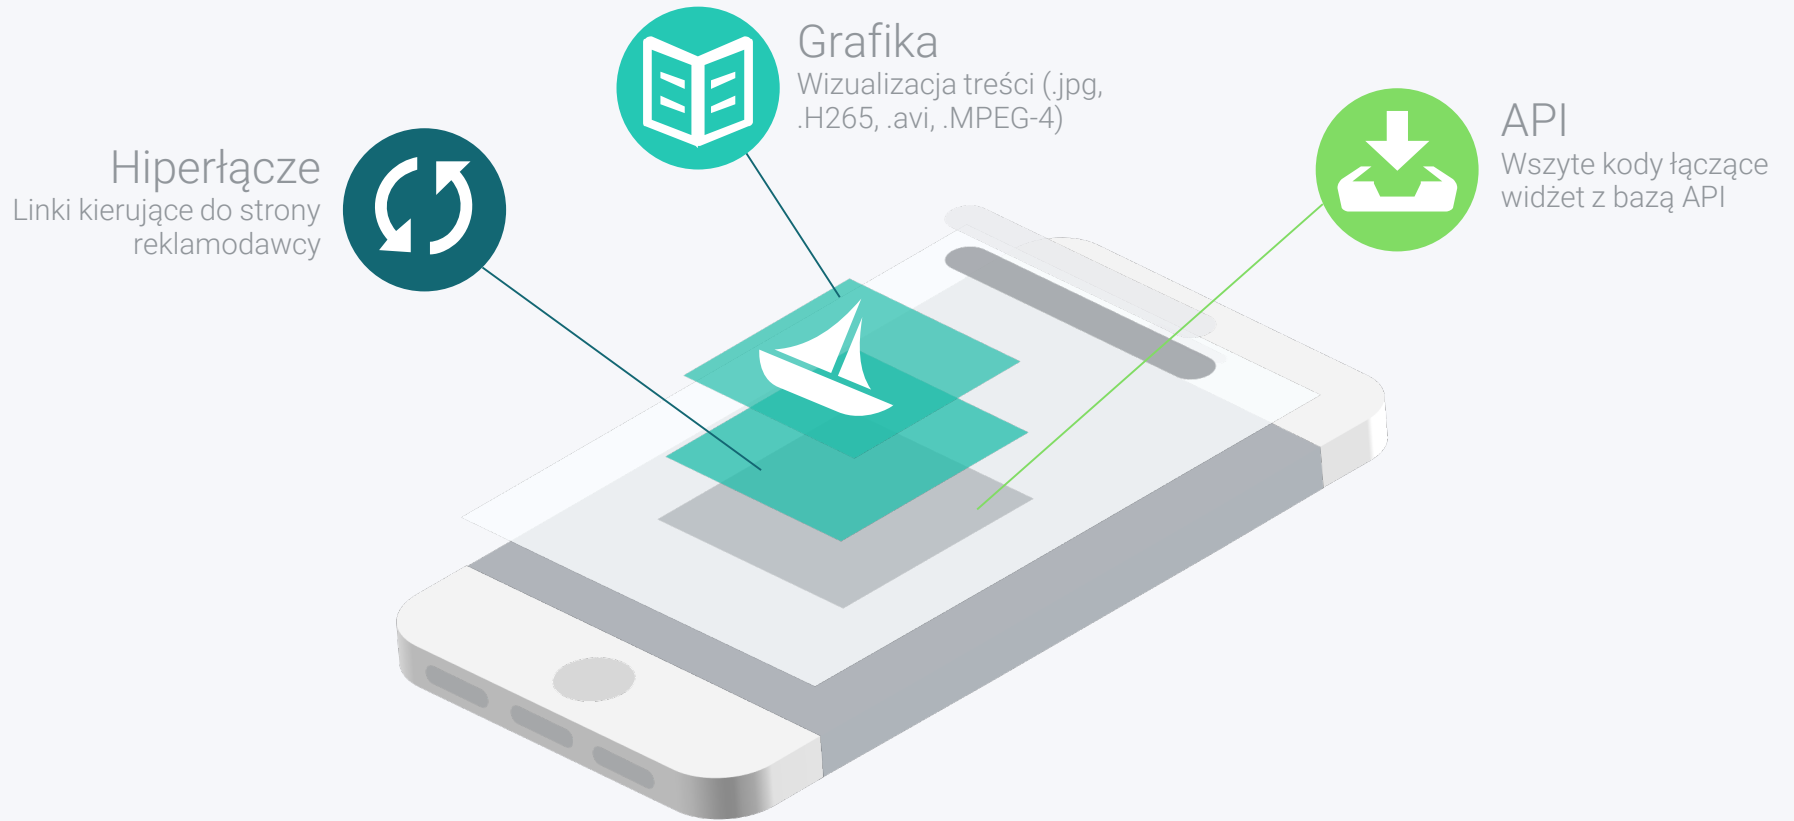 Grafika
Wizualizacja treści (.jpg,
.H265, .avi, .MPEG-4)
API
Wszyte kody łączące
widżet z bazą API
Hiperłącze
Linki kierujące do strony
reklamodawcy